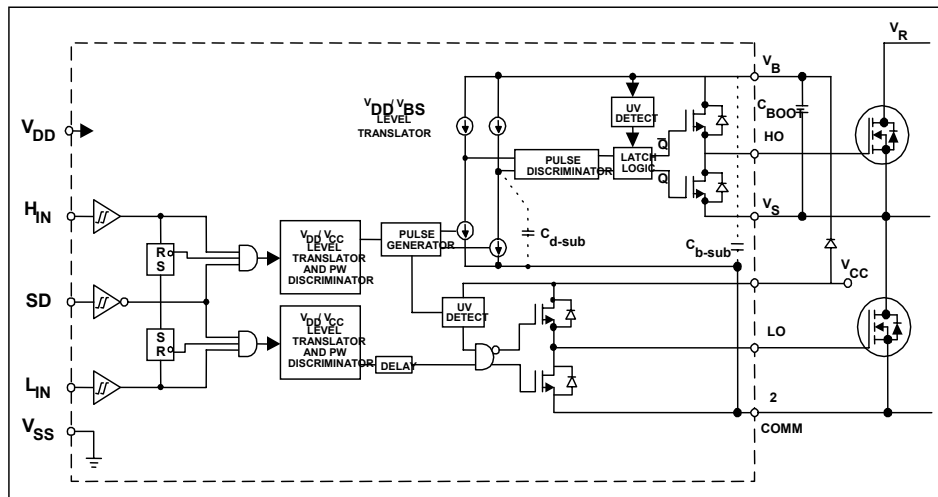 V_R
V_B
V_DD/V_BS
LEVEL
TRANSLATOR
UV
DETECT
C_BOOT
V_DD
Q̅
HO
PULSE
DISCRIMINATOR
LATCH
LOGIC
Q
H_IN
V_S
R
S
V_DD/V_CC
LEVEL
TRANSLATOR
AND PW
DISCRIMINATOR
PULSE
GENERATOR
C_d-sub
C_b-sub
V_CC
SD
UV
DETECT
S
R
V_DD/V_CC
LEVEL
TRANSLATOR
AND PW
DISCRIMINATOR
DELAY
LO
L_IN
2
V_SS
COMM